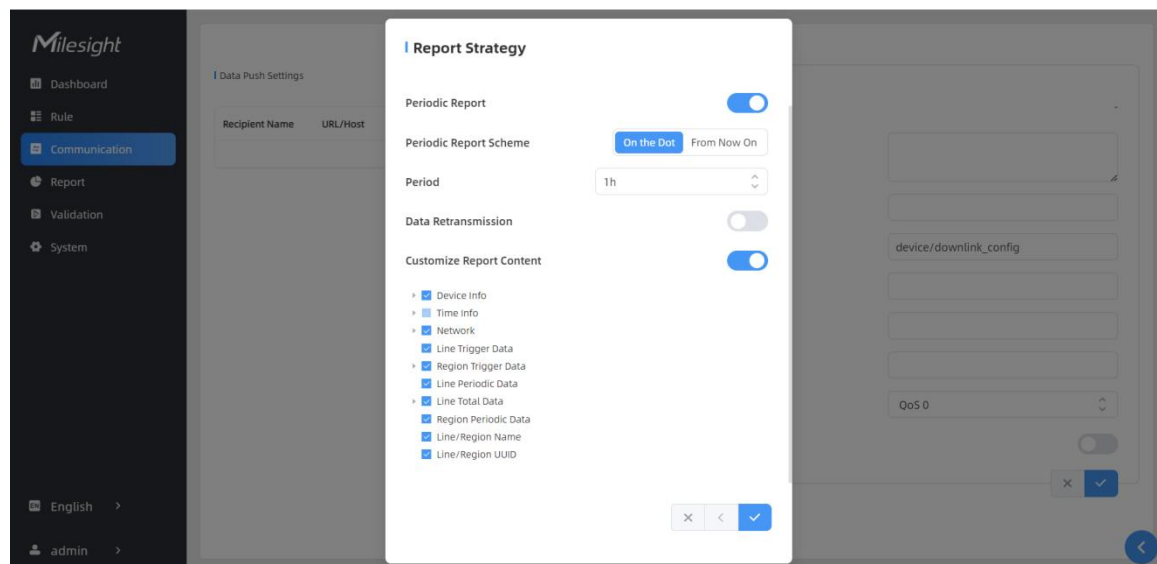 Milesight
Dashboard
Rule
Communication
Report
Validation
System
English
admin
Data Push Settings
Recipient Name URL/Host
Report Strategy
Periodic Report
Periodic Report Scheme On the Dot From Now On
Period 1h
Data Retransmission
Customize Report Content
Device Info
Time Info
Network
Line Trigger Data
Region Trigger Data
Line Periodic Data
Line Total Data
Region Periodic Data
Line/Region Name
Line/Region UUID
device/downlink_config
QoS 0